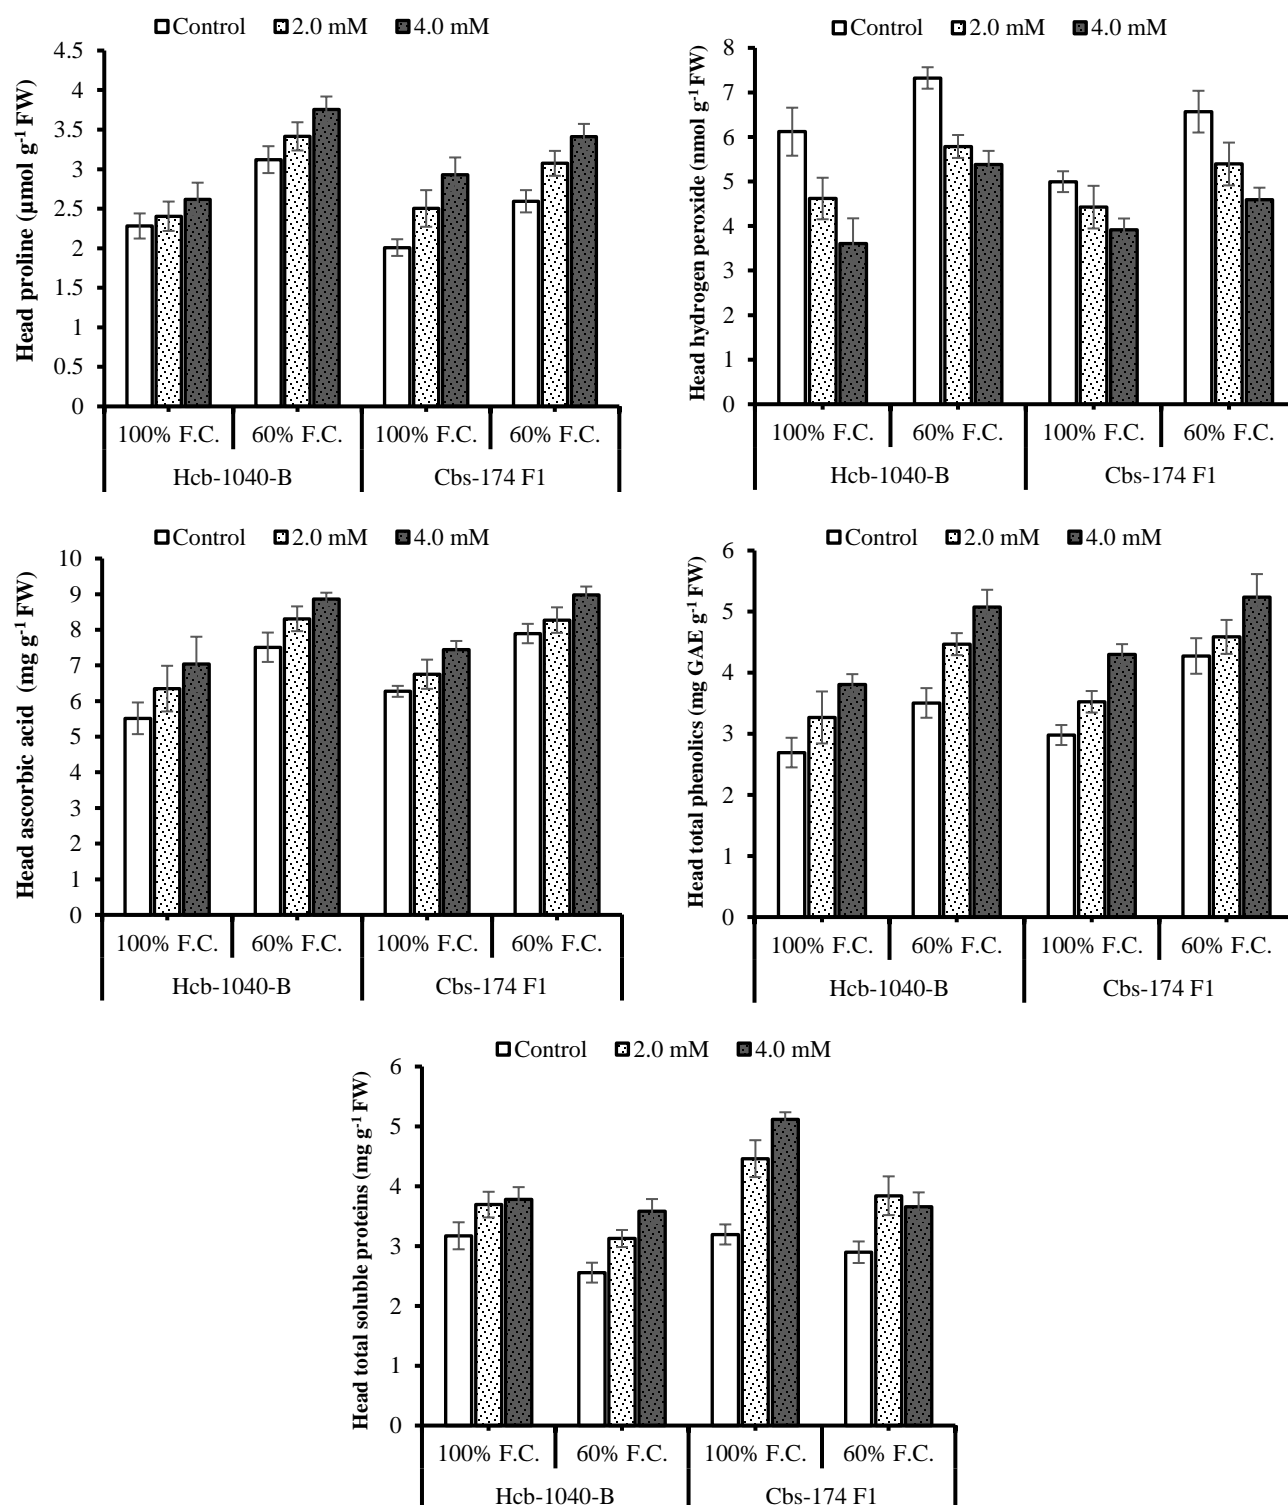 Control 2.0 mM 4.0 mM
Head proline (µmol g-1 FW)
4.5
4
3.5
3
2.5
2
1.5
1
0.5
0
100% F.C. 60% F.C. 100% F.C. 60% F.C.
Hcb-1040-B Cbs-174 F1
Control 2.0 mM 4.0 mM
Head hydrogen peroxide (nmol g-1 FW)
8
7
6
5
4
3
2
1
0
100% F.C. 60% F.C. 100% F.C. 60% F.C.
Hcb-1040-B Cbs-174 F1
Control 2.0 mM 4.0 mM
Head ascorbic acid (mg g-1 FW)
10
9
8
7
6
5
4
3
2
1
0
100% F.C. 60% F.C. 100% F.C. 60% F.C.
Hcb-1040-B Cbs-174 F1
Control 2.0 mM 4.0 mM
Head total phenolics (mg GAE g-1 FW)
6
5
4
3
2
1
0
100% F.C. 60% F.C. 100% F.C. 60% F.C.
Hcb-1040-B Cbs-174 F1
Control 2.0 mM 4.0 mM
Head total soluble proteins (mg g-1 FW)
6
5
4
3
2
1
0
100% F.C. 60% F.C. 100% F.C. 60% F.C.
Hcb-1040-B Cbs-174 F1